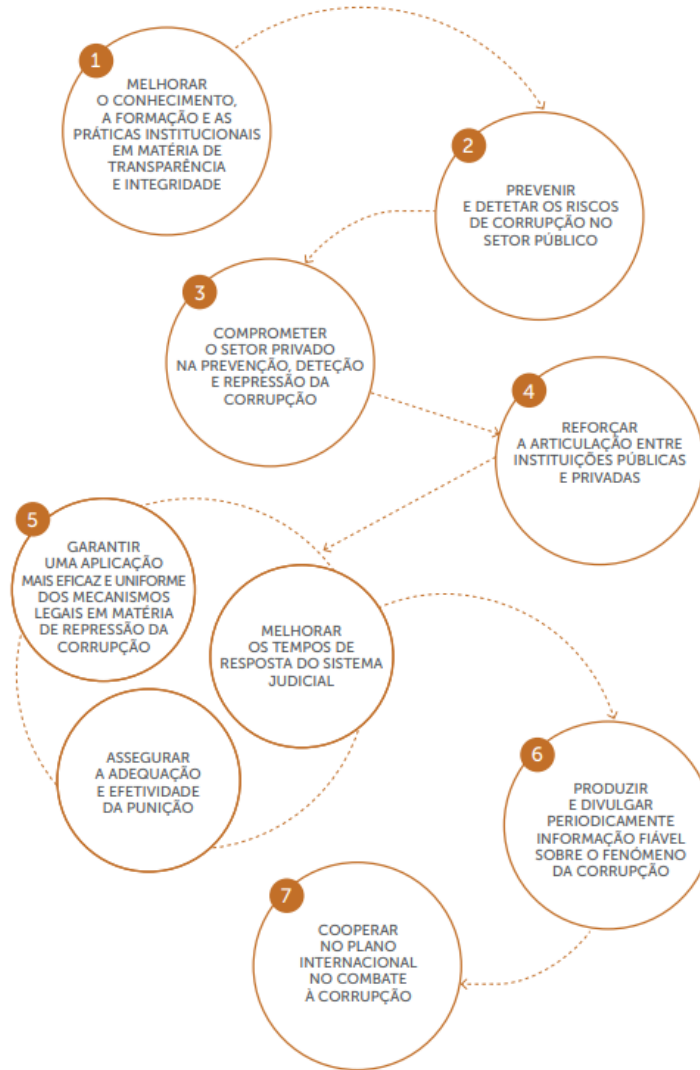 1
MELHORAR
O CONHECIMENTO,
A FORMAÇÃO E AS
PRÁTICAS INSTITUCIONAIS
EM MATÉRIA DE
TRANSPARÊNCIA
E INTEGRIDADE
2
PREVENIR
E DETETAR OS RISCOS
DE CORRUPÇÃO NO
SETOR PÚBLICO
3
COMPROMETER
O SETOR PRIVADO
NA PREVENÇÃO, DETEÇÃO
E REPRESSÃO DA
CORRUPÇÃO
4
REFORÇAR
A ARTICULAÇÃO ENTRE
INSTITUIÇÕES PÚBLICAS
E PRIVADAS
5
GARANTIR
UMA APLICAÇÃO
MAIS EFICAZ E UNIFORME
DOS MECANISMOS
LEGAIS EM MATÉRIA
DE REPRESSÃO DA
CORRUPÇÃO
MELHORAR
OS TEMPOS DE
RESPOSTA DO SISTEMA
JUDICIAL
ASSEGURAR
A ADEQUAÇÃO
E EFETIVIDADE
DA PUNIÇÃO
6
PRODUZIR
E DIVULGAR
PERIODICAMENTE
INFORMAÇÃO FIÁVEL
SOBRE O FENÓMENO
DA CORRUPÇÃO
7
COOPERAR
NO PLANO
INTERNACIONAL
NO COMBATE
À CORRUPÇÃO